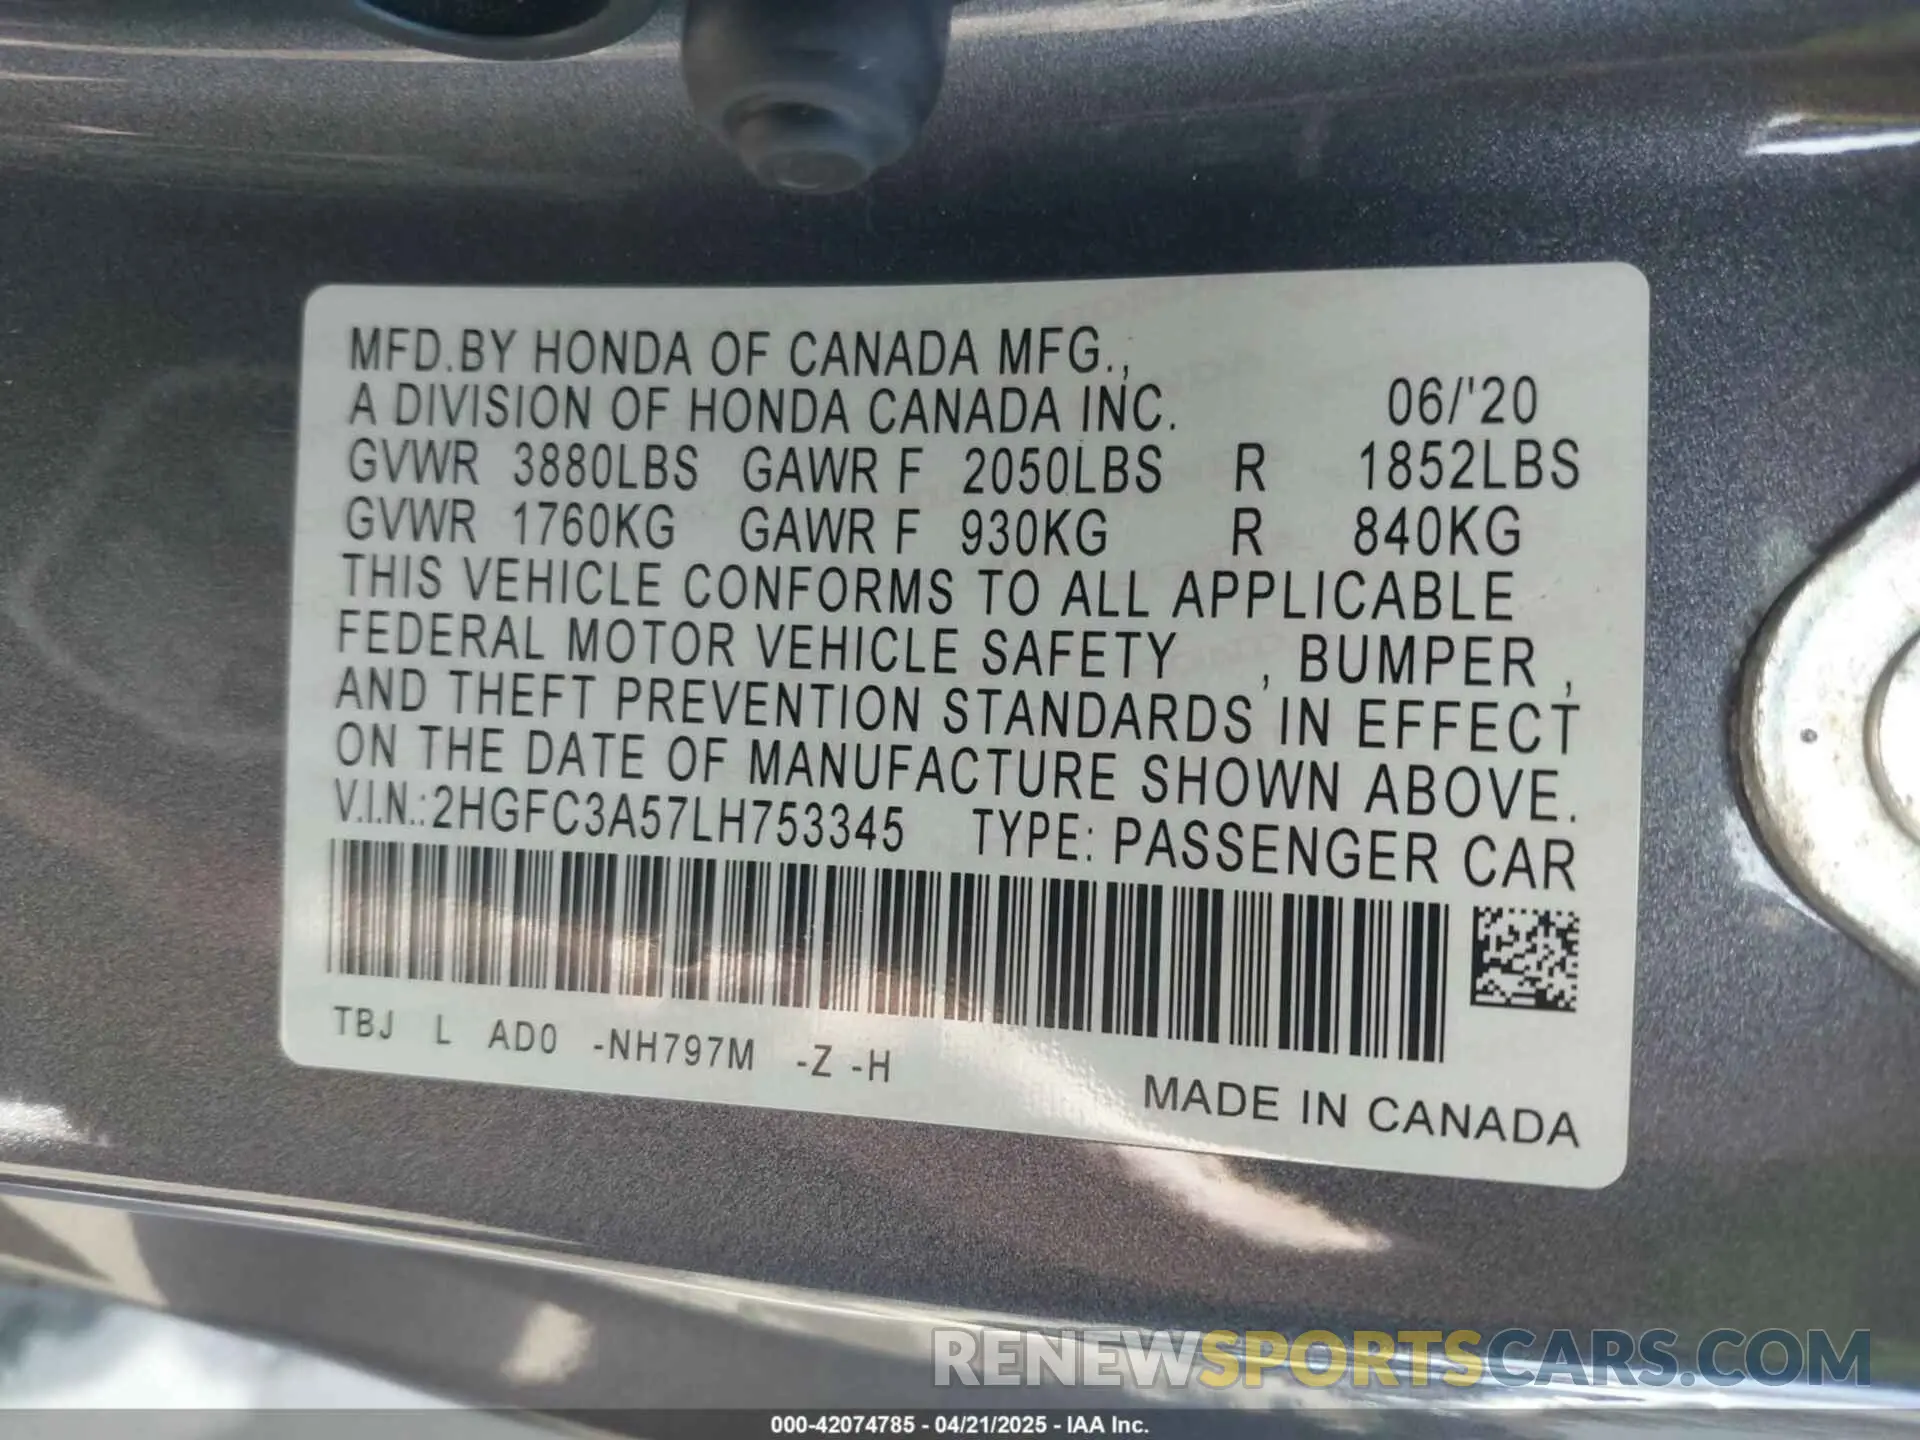 MFD.BY HONDA OF CANADA MFG.,
A DIVISION OF HONDA CANADA INC. 06/'20
GVWR 3880LBS GAWR F 2050LBS R 1852LBS
GVWR 1760KG GAWR F 930KG R 840KG
THIS VEHICLE CONFORMS TO ALL APPLICABLE
FEDERAL MOTOR VEHICLE SAFETY , BUMPER ,
AND THEFT PREVENTION STANDARDS IN EFFECT
ON THE DATE OF MANUFACTURE SHOWN ABOVE.
V.I.N.:2HGFC3A57LH753345 TYPE: PASSENGER CAR
TBJ L AD0 -NH797M -Z -H
MADE IN CANADA
RENEWSPORTSCARS.COM
000-42074785 - 04/21/2025 - IAA Inc.